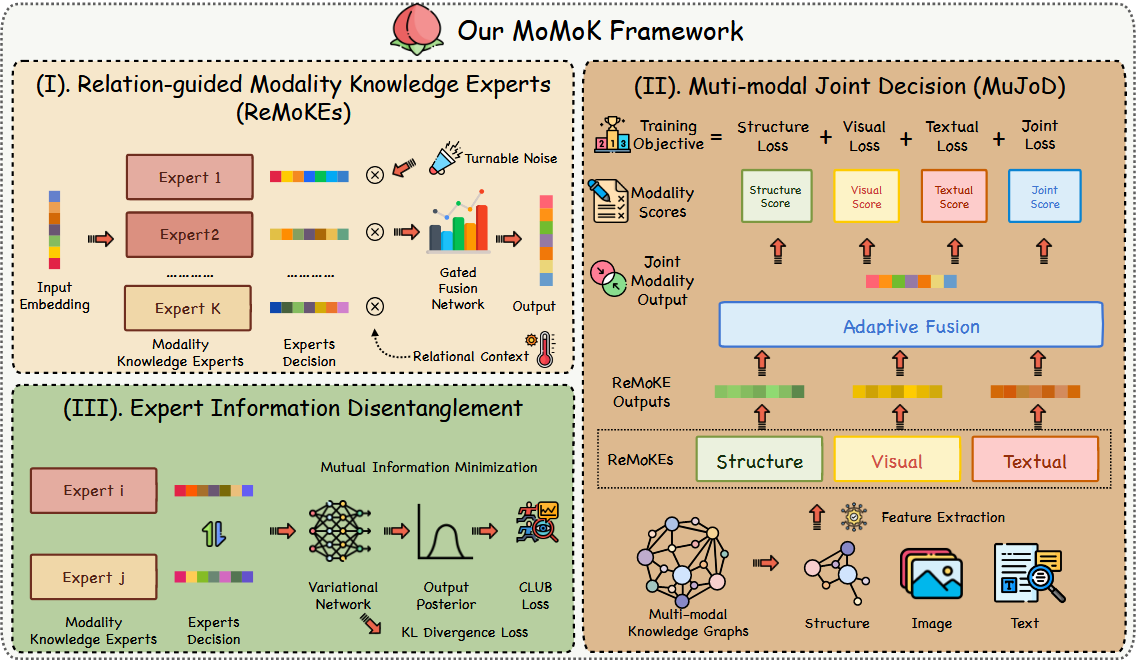 Our MoMoK Framework
(I). Relation-guided Modality Knowledge Experts
(ReMoKEs)
Expert 1
Turnable Noise
Expert2
…………
…………
Expert K
Input
Embedding
Gated
Fusion
Network
Output
Modality
Knowledge Experts
Experts
Decision
Relational Context
(II). Muti-modal Joint Decision (MuJoD)
1 2 3
Training
Objective
=
Structure
Loss
+
Visual
Loss
+
Textual
Loss
+
Joint
Loss
Modality
Scores
Structure
Score
Visual
Score
Textual
Score
Joint
Score
Joint
Modality
Output
Adaptive Fusion
ReMoKE
Outputs
ReMoKEs
Structure
Visual
Textual
Feature Extraction
Multi-modal
Knowledge Graphs
Structure
Image
T
Text
(III). Expert Information Disentanglement
Mutual Information Minimization
Expert i
Expert j
Modality
Knowledge Experts
Experts
Decision
Variational
Network
Output
Posterior
CLUB
Loss
KL Divergence Loss